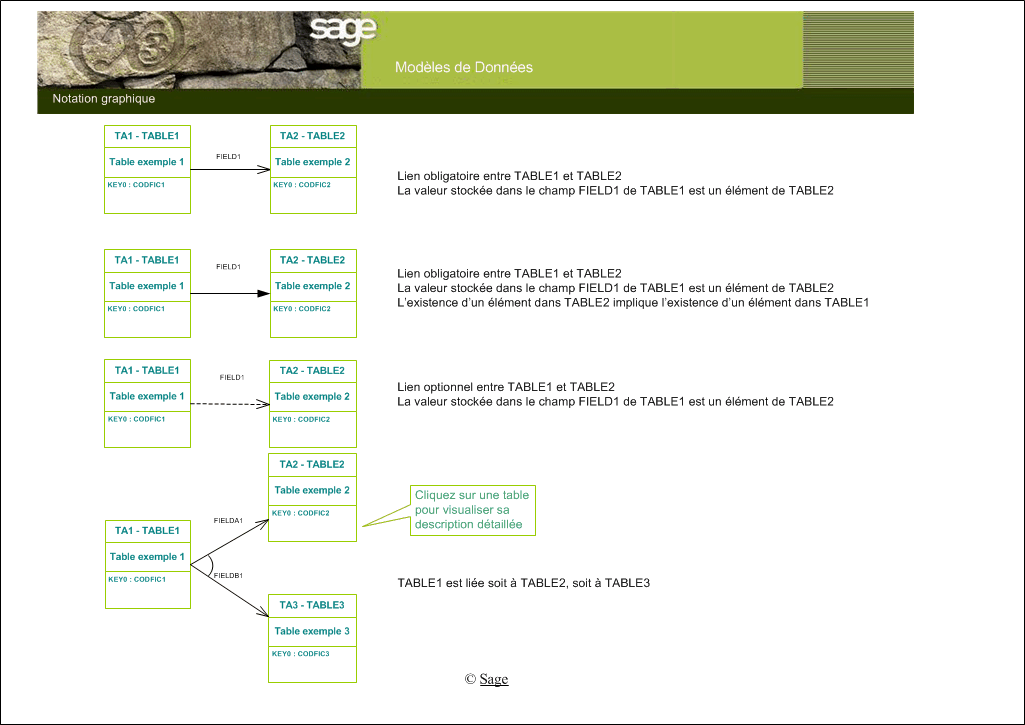 sage
Modèles de Données
Notation graphique
TA1 - TABLE1
Table exemple 1
KEY0 : CODFIC1
FIELD1
TA2 - TABLE2
Table exemple 2
KEY0 : CODFIC2
Lien obligatoire entre TABLE1 et TABLE2
La valeur stockée dans le champ FIELD1 de TABLE1 est un élément de TABLE2
TA1 - TABLE1
Table exemple 1
KEY0 : CODFIC1
FIELD1
TA2 - TABLE2
Table exemple 2
KEY0 : CODFIC2
Lien obligatoire entre TABLE1 et TABLE2
La valeur stockée dans le champ FIELD1 de TABLE1 est un élément de TABLE2
L'existence d'un élément dans TABLE2 implique l'existence d'un élément dans TABLE1
TA1 - TABLE1
Table exemple 1
KEY0 : CODFIC1
FIELD1
TA2 - TABLE2
Table exemple 2
KEY0 : CODFIC2
Lien optionnel entre TABLE1 et TABLE2
La valeur stockée dans le champ FIELD1 de TABLE1 est un élément de TABLE2
TA2 - TABLE2
Table exemple 2
KEY0 : CODFIC2
Cliquez sur une table
pour visualiser sa
description détaillée
TA1 - TABLE1
Table exemple 1
KEY0 : CODFIC1
FIELDA1
FIELDB1
TABLE1 est liée soit à TABLE2, soit à TABLE3
TA3 - TABLE3
Table exemple 3
KEY0 : CODFIC3
© Sage